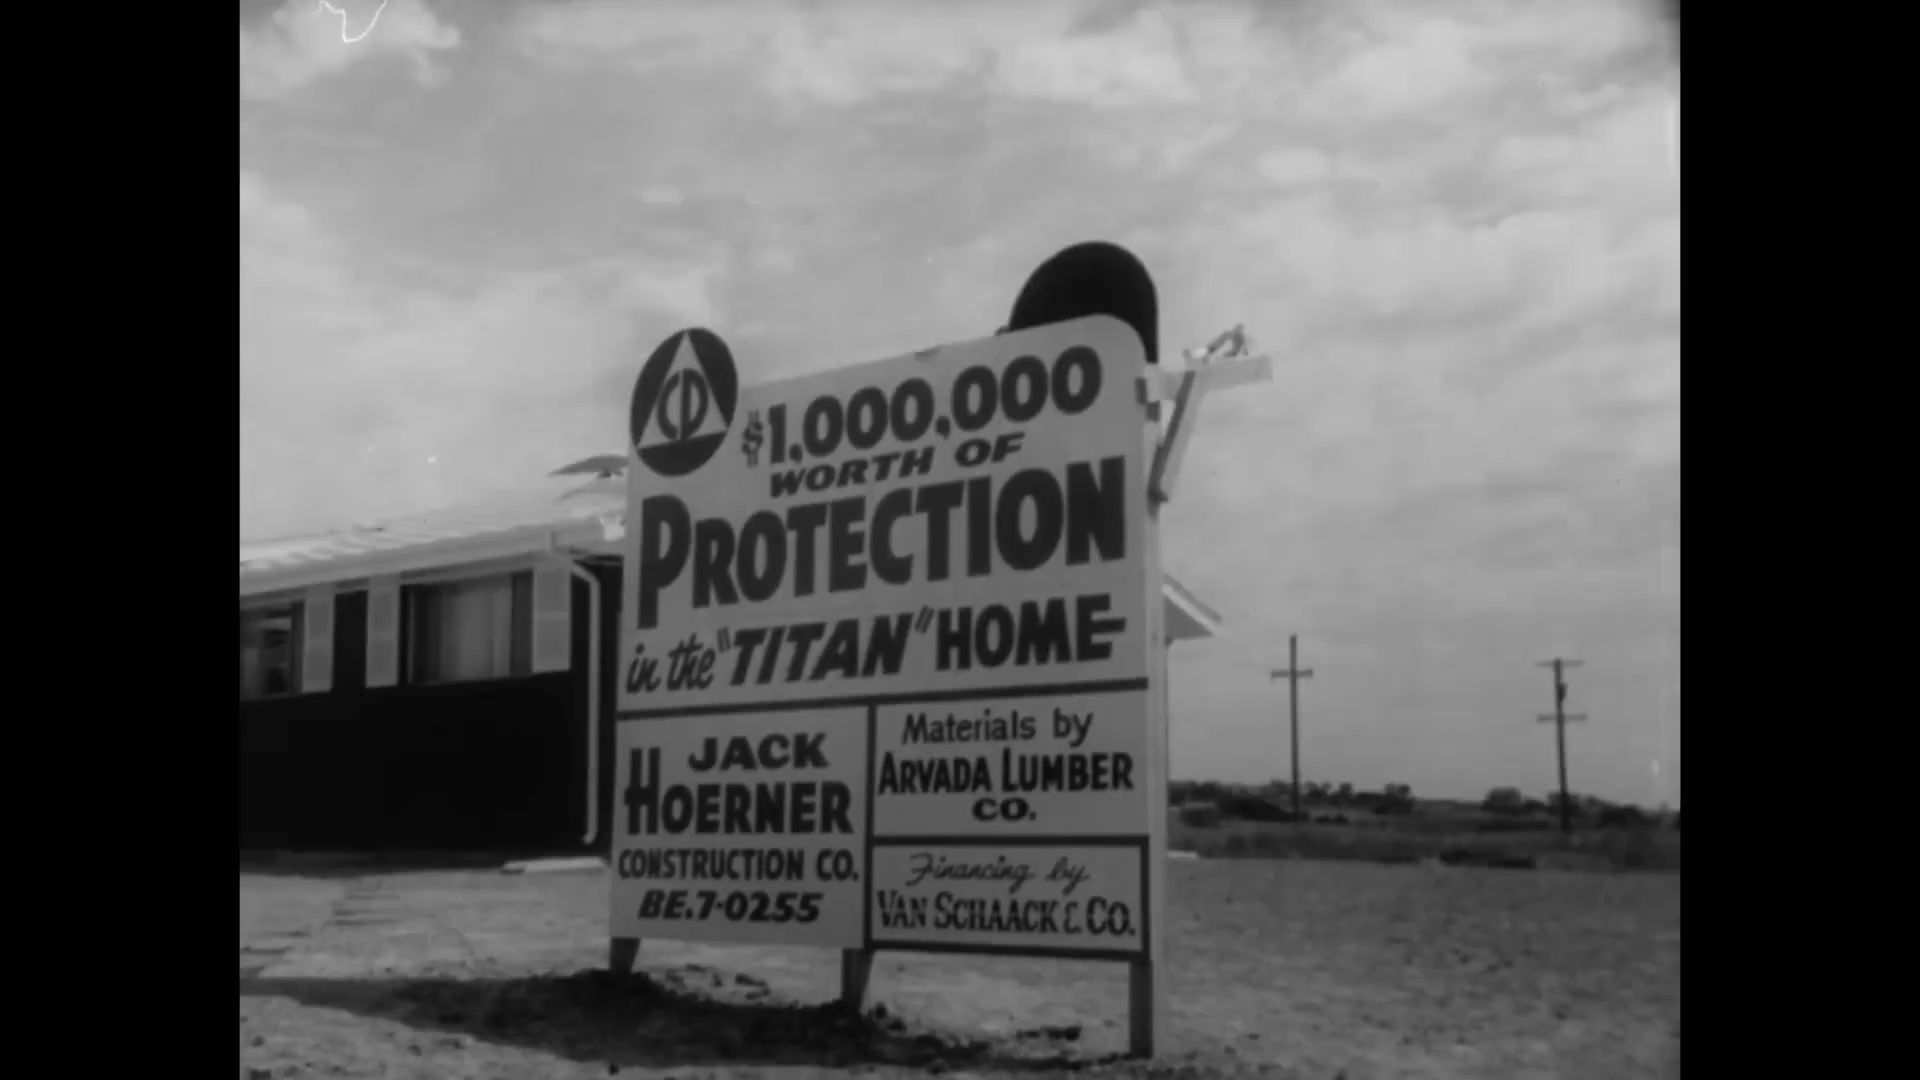 CD
$1,000,000
WORTH OF
PROTECTION
in the "TITAN" HOME
JACK
HOERNER
CONSTRUCTION CO.
BE.7-0255
Materials by
ARVADA LUMBER
CO.
Financing by
VAN SCHAACK & CO.